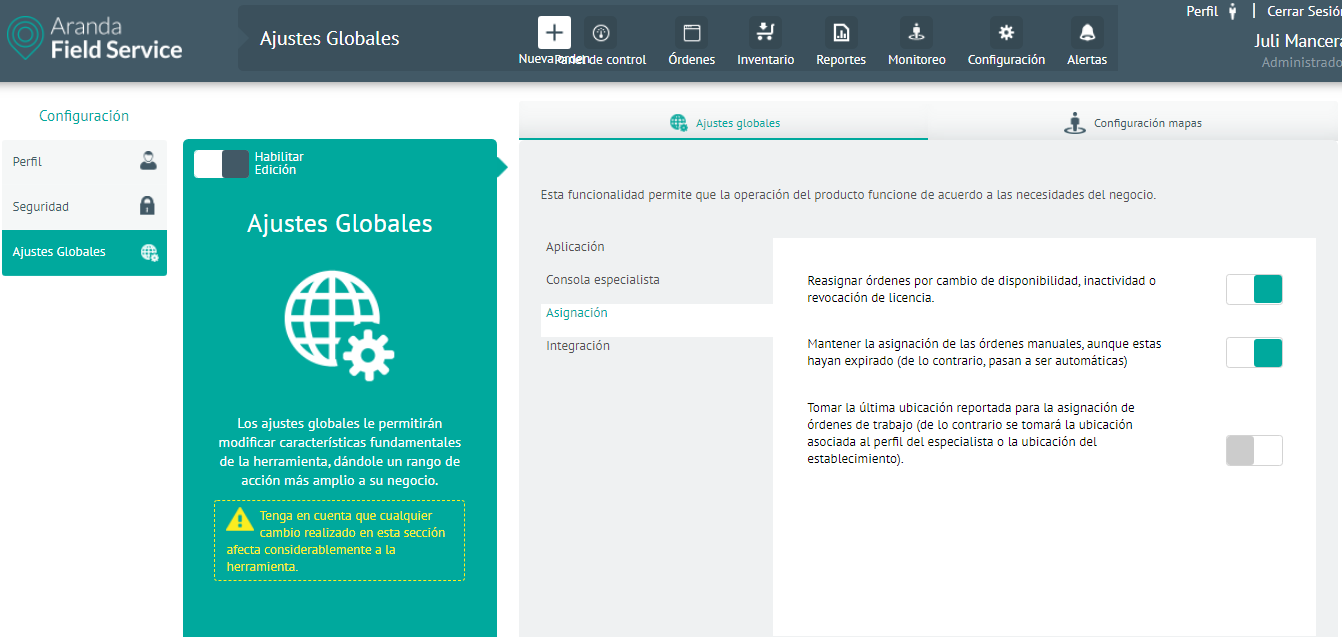 Aranda
Field Service
Ajustes Globales
Nueva orden
Panel de control
Órdenes
Inventario
Reportes
Monitoreo
Configuración
Alertas
Perfil
Cerrar Sesió
Juli Mancera
Administrado
Configuración
Perfil
Seguridad
Ajustes Globales
Habilitar
Edición
Ajustes Globales
Los ajustes globales le permitirán
modificar características fundamentales
de la herramienta, dándole un rango de
acción más amplio a su negocio.
Tenga en cuenta que cualquier
cambio realizado en esta sección
afecta considerablemente a la
herramienta.
Ajustes globales
Configuración mapas
Esta funcionalidad permite que la operación del producto funcione de acuerdo a las necesidades del negocio.
Aplicación
Consola especialista
Asignación
Integración
Reasignar órdenes por cambio de disponibilidad, inactividad o
revocación de licencia.
Mantener la asignación de las órdenes manuales, aunque estas
hayan expirado (de lo contrario, pasan a ser automáticas)
Tomar la última ubicación reportada para la asignación de
órdenes de trabajo (de lo contrario se tomará la ubicación
asociada al perfil del especialista o la ubicación del
establecimiento).